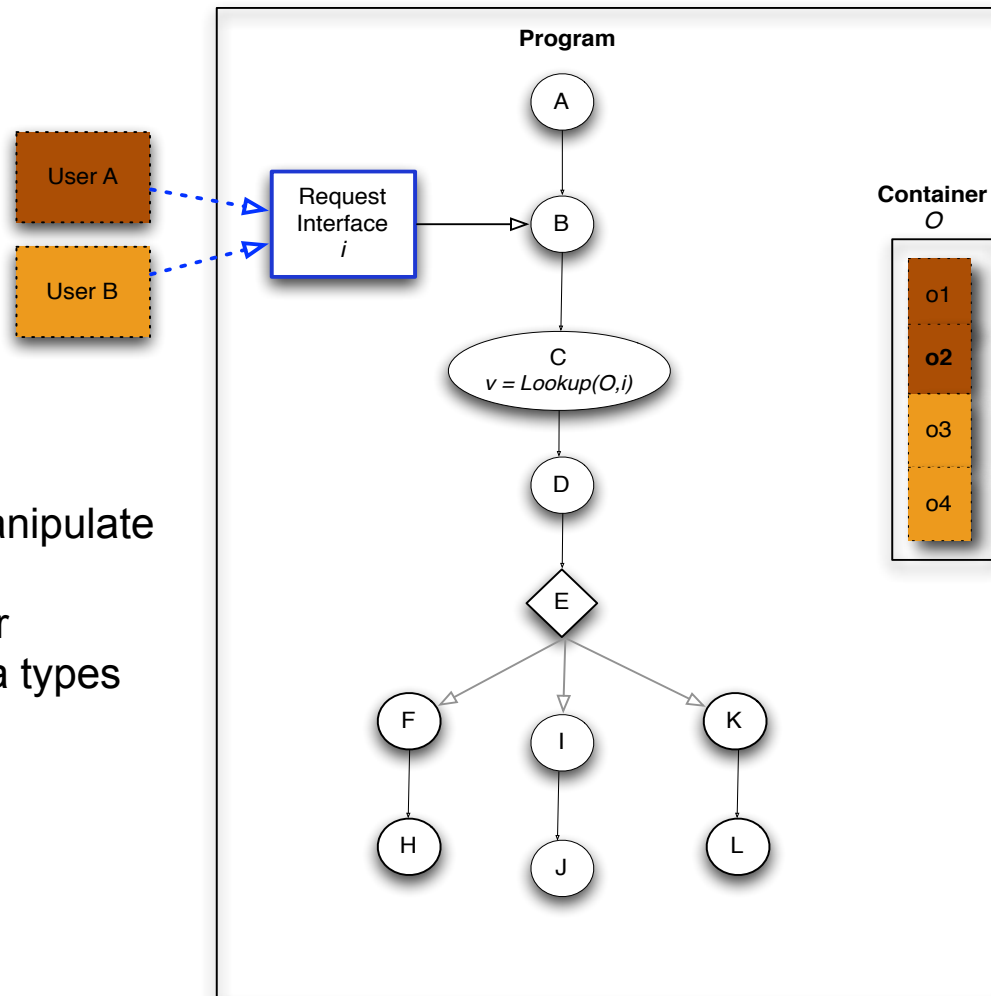 Program
A
User A
Request
Interface
i
B
Container
O
User B
o1
C
v = Lookup(O,i)
o2
o3
D
o4
anipulate
E
r
a types
F
I
K
H
J
L